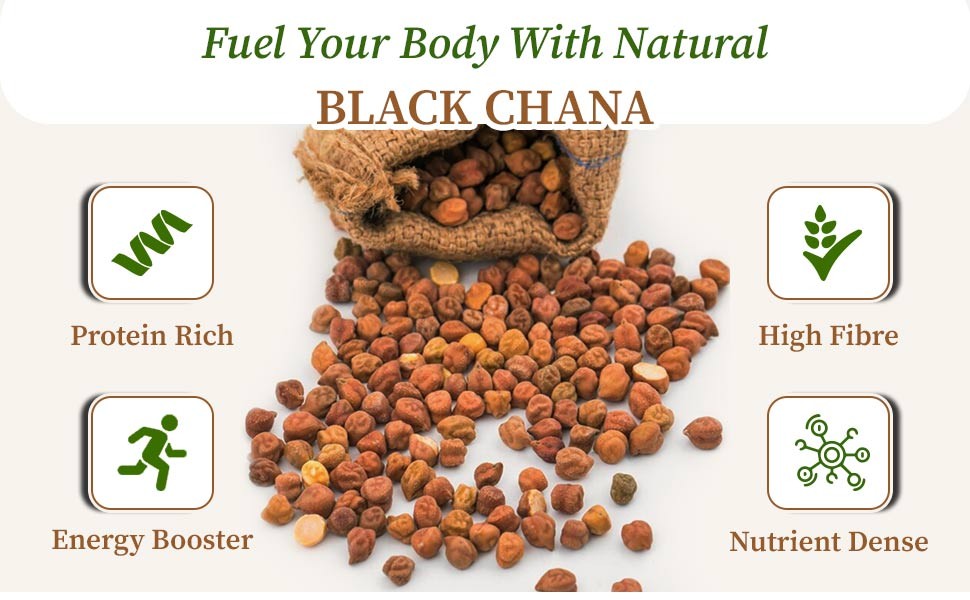 Fuel Your Body With Natural
BLACK CHANA
Protein Rich
High Fibre
Energy Booster
Nutrient Dense